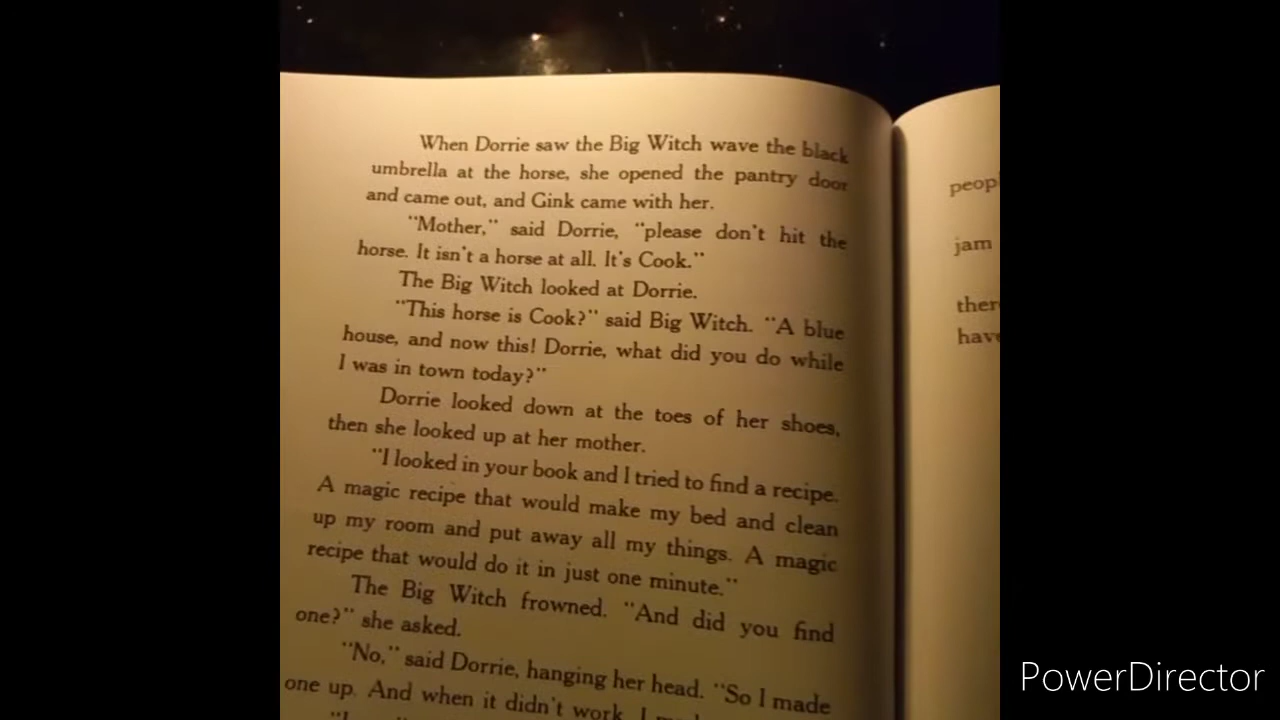 When Dorrie saw the Big Witch wave the black
umbrella at the horse, she opened the pantry door
and came out, and Gink came with her.
"Mother," said Dorrie, "please don't hit the
horse. It isn't a horse at all. It's Cook."
The Big Witch looked at Dorrie.
"This horse is Cook?" said Big Witch. "A blue
house, and now this! Dorrie, what did you do while
I was in town today?"
Dorrie looked down at the toes of her shoes,
then she looked up at her mother.
"I looked in your book and I tried to find a recipe.
A magic recipe that would make my bed and clean
up my room and put away all my things. A magic
recipe that would do it in just one minute."
The Big Witch frowned. "And did you find
one?" she asked.
"No," said Dorrie, hanging her head. "So I made
one up. And when it didn't work, I
jam
PowerDirector